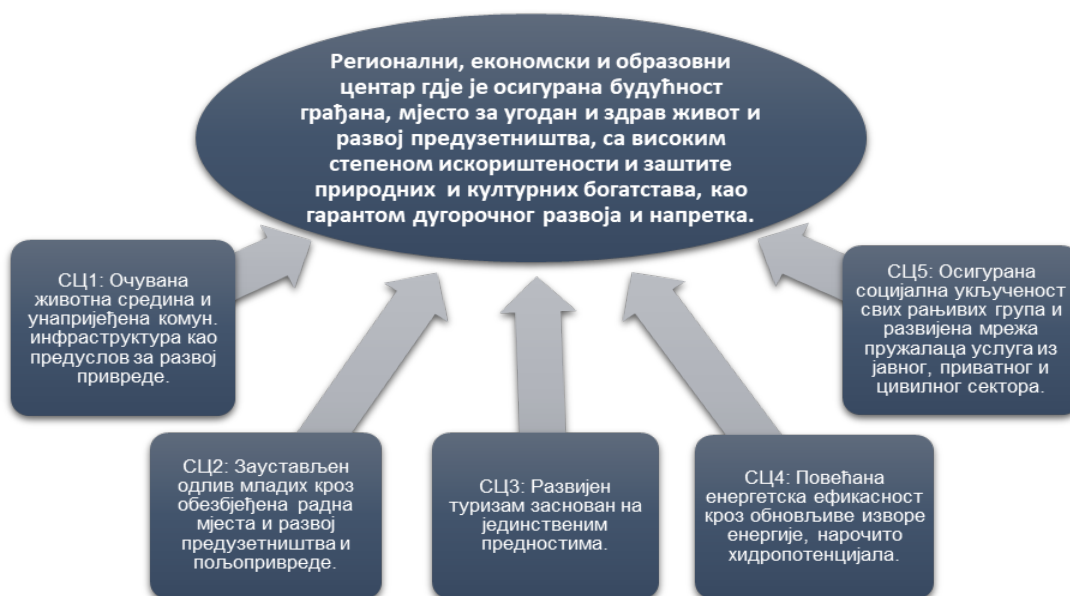 Регионални, економски и образовни
центар гдје је осигурана будућност
грађана, мјесто за угодан и здрав живот и
развој предузетништва, са високим
степеном искориштености и заштите
природних и културних богатстава, као
гарантом дугорочног развоја и напретка.
СЦ1: Очувана
животна средина и
унапријеђена комун.
инфраструктура као
предуслов за развој
привреде.
СЦ2: Заустављен
одлив младих кроз
обезбјеђена радна
мјеста и развој
предузетништва и
пољопривреде.
СЦ3: Развијен
туризам заснован на
јединственим
предностима.
СЦ4: Повећана
енергетска ефикасност
кроз обновљиве изворе
енергије, нарочито
хидропотенцијала.
СЦ5: Осигурана
социјална укљученост
свих рањивих група и
развијена мрежа
пружалаца услуга из
јавног, приватног и
цивилног сектора.